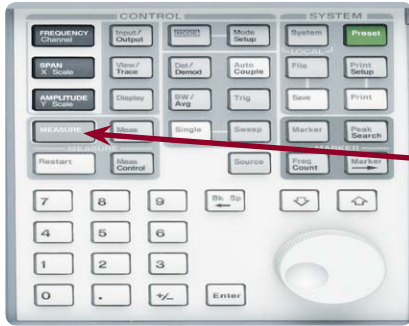 CONTROL SYSTEM
FREQUENCY Channel Input/ Output MODE Mode Setup System Preset
LOCAL
SPAN X Scale View/ Trace Det/ Demod Auto Couple File Print Setup
AMPLITUDE Y Scale Display BW/ Avg Trig Save Print
MEASURE Meas Single Sweep Marker Peak Search
MEASURE MARKER
Restart Meas Control Source Freq Count Marker
7 8 9 Bk Sp
4 5 6
1 2 3
0 . +/− Enter